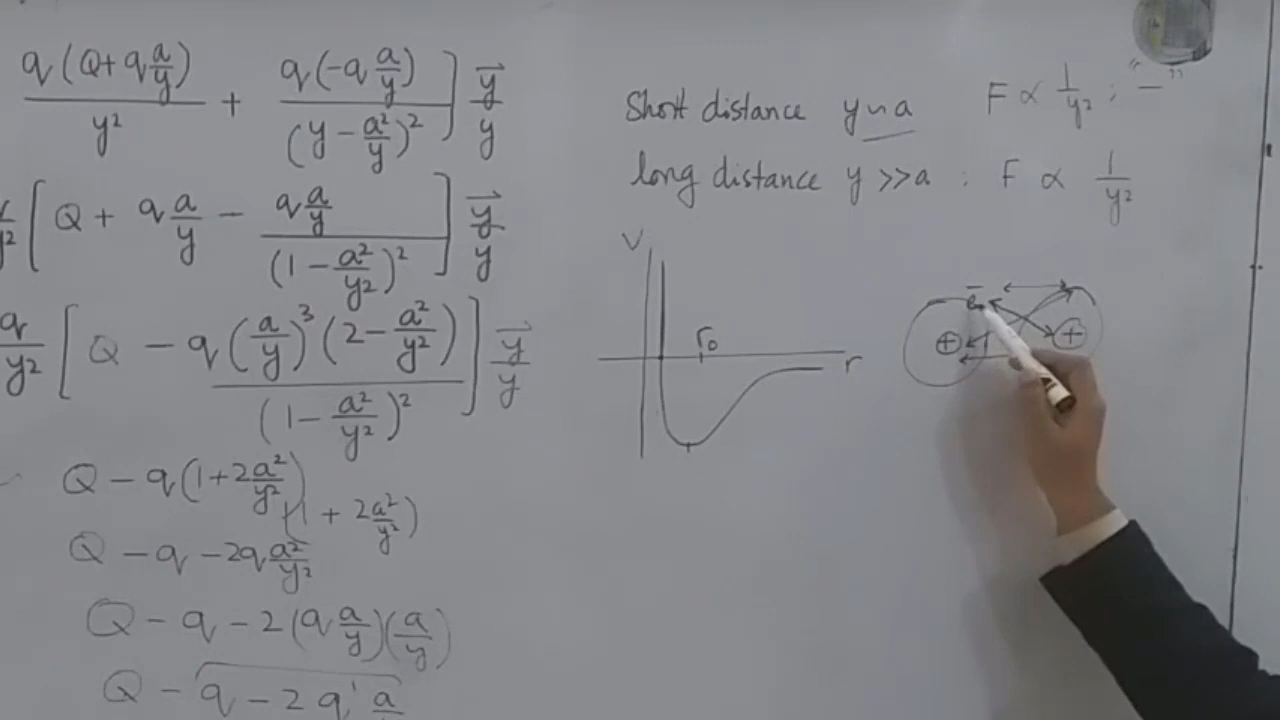 q(Q+q a/y)/y² + q(-q a/y)/(y - a²/y)² ] y⃗/y
/y² [ Q + q a/y - q a/y/(1 - a²/y²)² ] y⃗/y
q/y² [ Q - q (a/y)³ (2 - a²/y²)/(1 - a²/y²)² ] y⃗/y
Q - q(1+2a²/y²)
(1 + 2a²/y²)
Q - q - 2q a²/y²
Q - q - 2(q a/y)(a/y)
Q - q - 2 q' a
Short distance y~a F ∝ 1/y² ; "-"
long distance y >> a : F ∝ 1/y²
V
r₀
r
e⁻
+
+